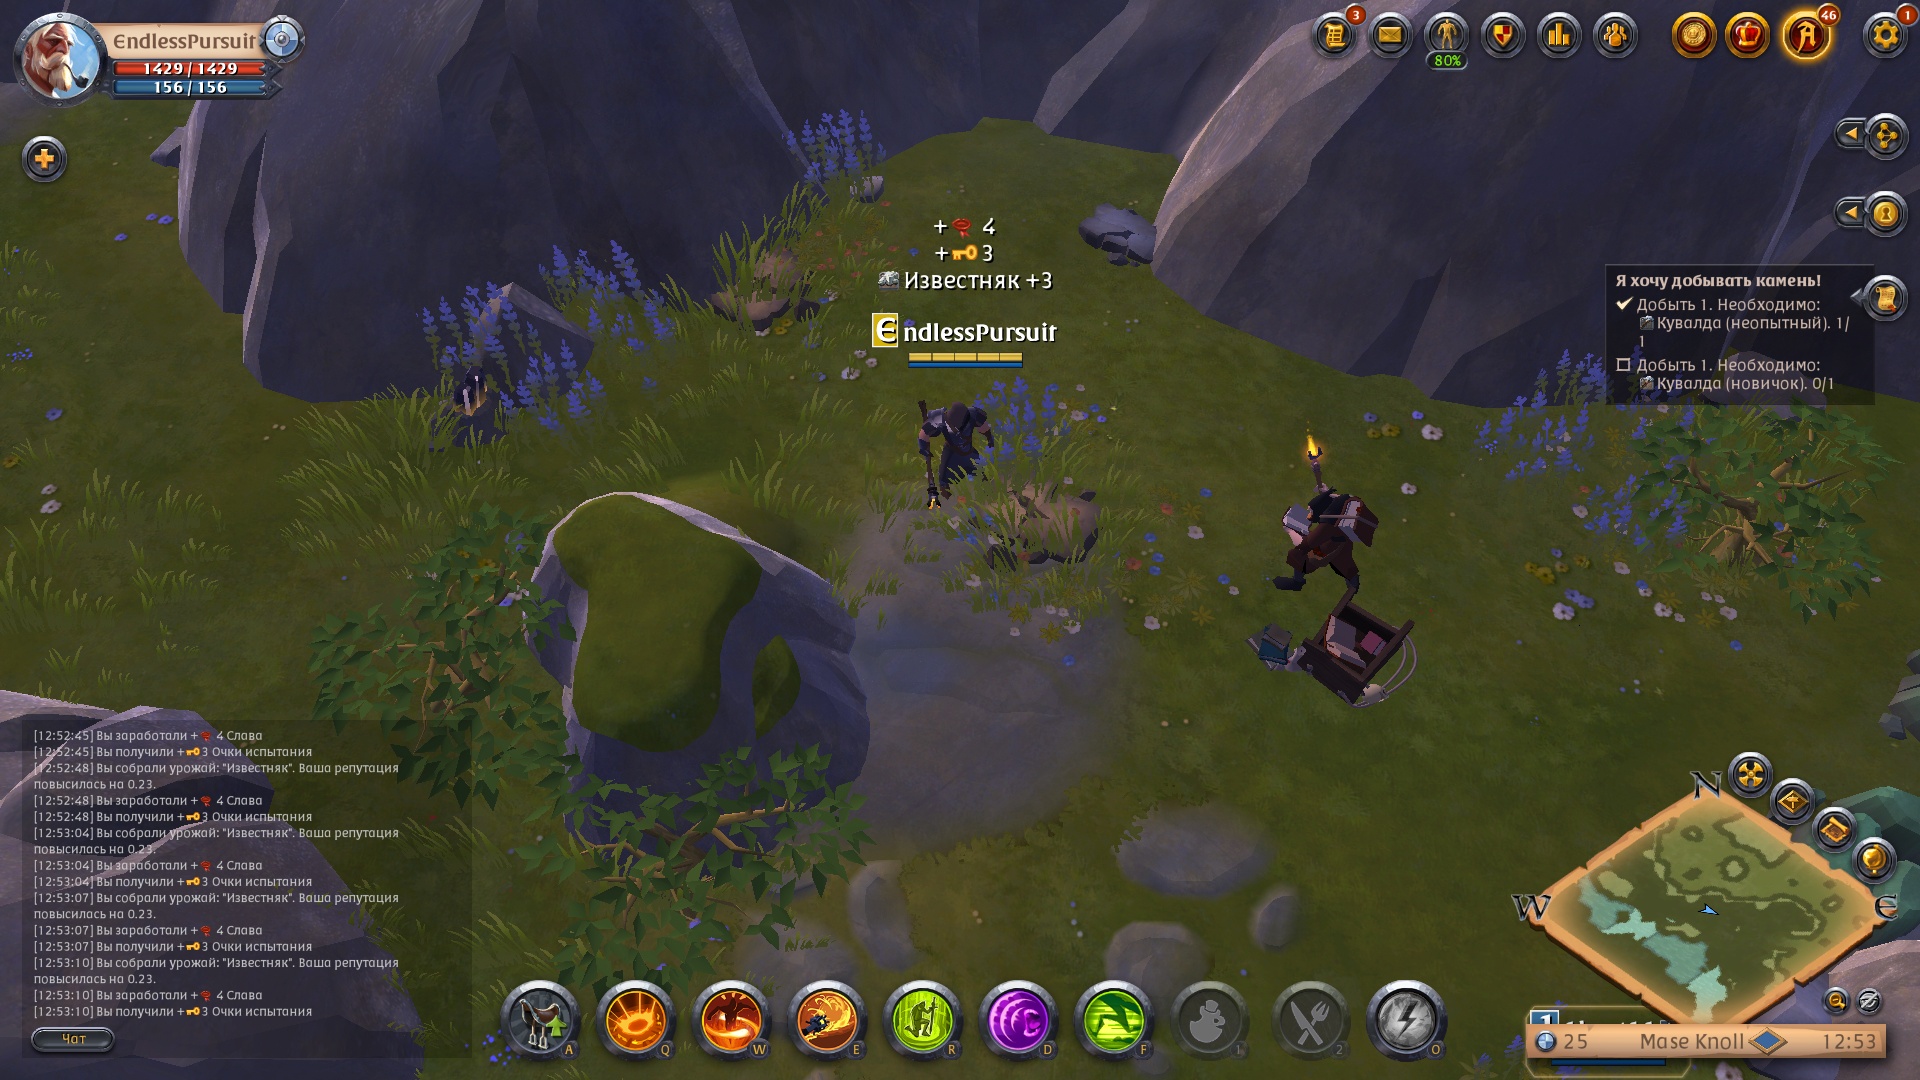 EndlessPursuit
1429 / 1429
156 / 156
3
80%
46
1
+ 4
+ 3
Известняк +3
EndlessPursuit
Я хочу добывать камень!
Добыть 1. Необходимо:
Кувалда (неопытный). 1/
1
Добыть 1. Необходимо:
Кувалда (новичок). 0/1
[12:52:45] Вы заработали + 4 Слава
[12:52:45] Вы получили + 3 Очки испытания
[12:52:48] Вы собрали урожай: "Известняк". Ваша репутация
повысилась на 0.23.
[12:52:48] Вы заработали + 4 Слава
[12:52:48] Вы получили + 3 Очки испытания
[12:53:04] Вы собрали урожай: "Известняк". Ваша репутация
повысилась на 0.23.
[12:53:04] Вы заработали + 4 Слава
[12:53:04] Вы получили + 3 Очки испытания
[12:53:07] Вы собрали урожай: "Известняк". Ваша репутация
повысилась на 0.23.
[12:53:07] Вы заработали + 4 Слава
[12:53:07] Вы получили + 3 Очки испытания
[12:53:10] Вы собрали урожай: "Известняк". Ваша репутация
повысилась на 0.23.
[12:53:10] Вы заработали + 4 Слава
[12:53:10] Вы получили + 3 Очки испытания
Чат
A
Q
W
E
R
D
F
1
2
O
N
W
E
1
25
Mase Knoll
12:53